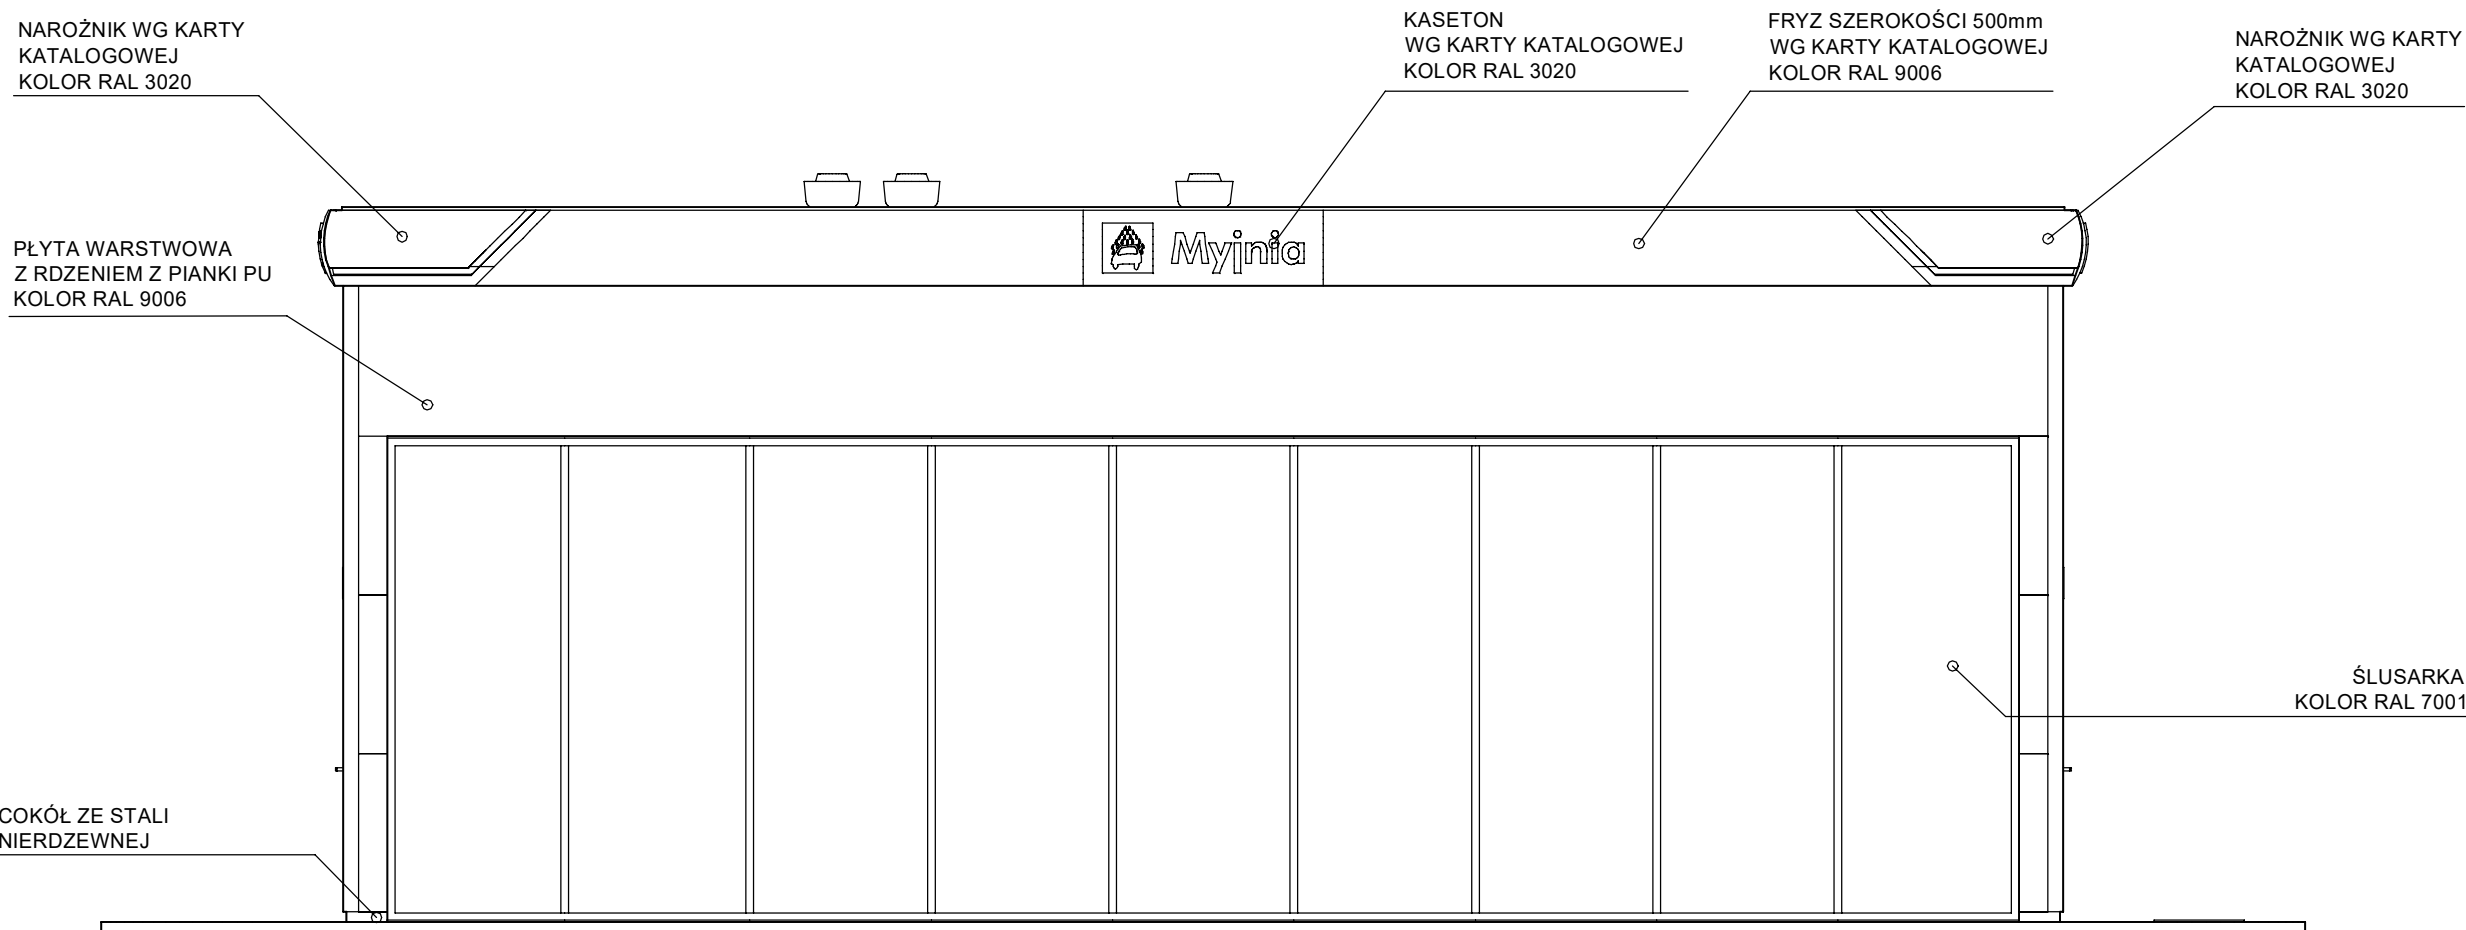 NAROŻNIK WG KARTY
KATALOGOWEJ
KOLOR RAL 3020
KASETON
WG KARTY KATALOGOWEJ
KOLOR RAL 3020
FRYZ SZEROKOŚCI 500mm
WG KARTY KATALOGOWEJ
KOLOR RAL 9006
NAROŻNIK WG KARTY
KATALOGOWEJ
KOLOR RAL 3020
PŁYTA WARSTWOWA
Z RDZENIEM Z PIANKI PU
KOLOR RAL 9006
Myjnia
ŚLUSARKA
KOLOR RAL 7001
COKÓŁ ZE STALI
NIERDZEWNEJ